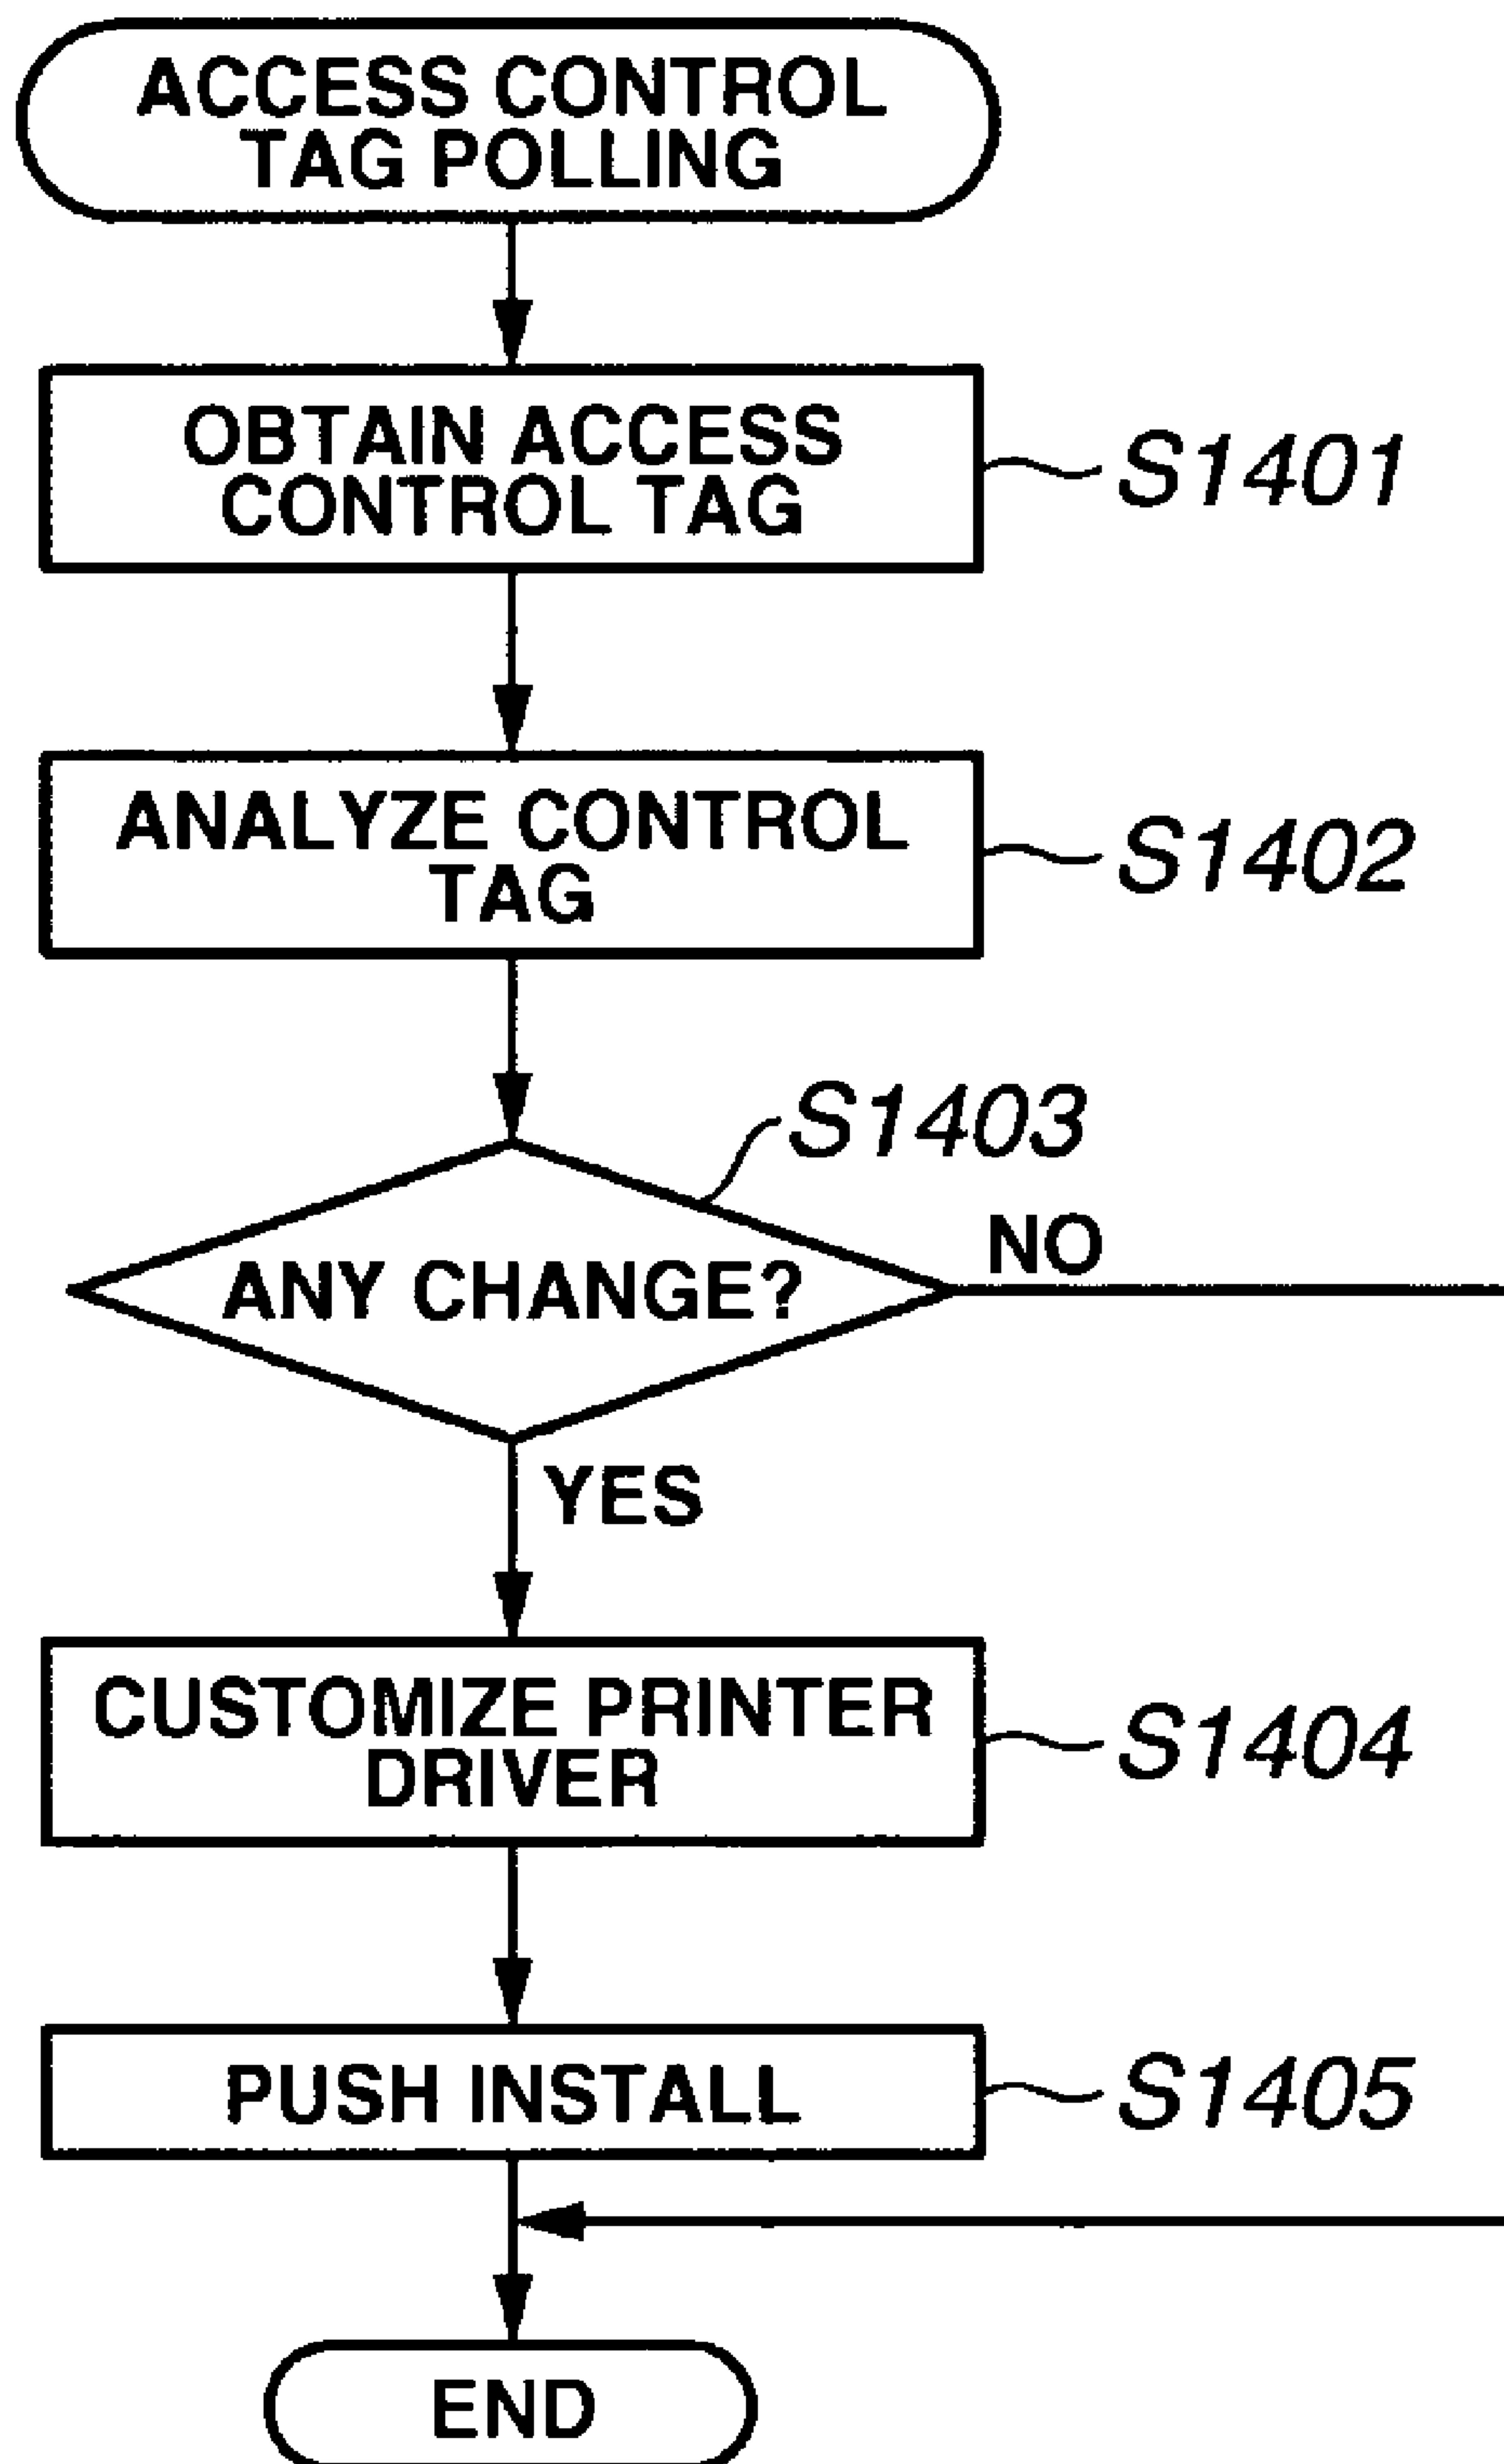 ACCESS CONTROL
TAG POLLING
OBTAIN ACCESS
CONTROL TAG
S1401
ANALYZE CONTROL
TAG
S1402
S1403
ANY CHANGE?
NO
YES
CUSTOMIZE PRINTER
DRIVER
S1404
PUSH INSTALL
S1405
END